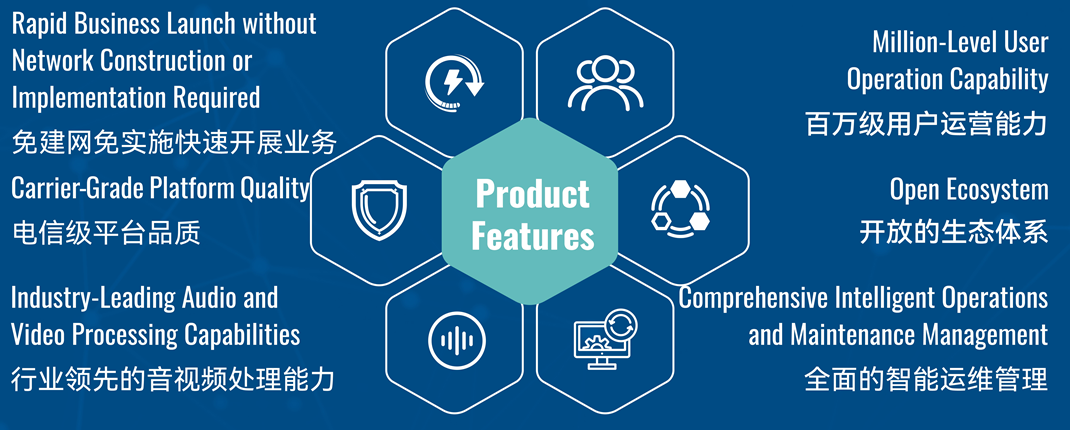 Rapid Business Launch without
Network Construction or
Implementation Required
免建网免实施快速开展业务
Carrier-Grade Platform Quality
电信级平台品质
Industry-Leading Audio and
Video Processing Capabilities
行业领先的音视频处理能力
Product
Features
Million-Level User
Operation Capability
百万级用户运营能力
Open Ecosystem
开放的生态体系
Comprehensive Intelligent Operations
and Maintenance Management
全面的智能运维管理